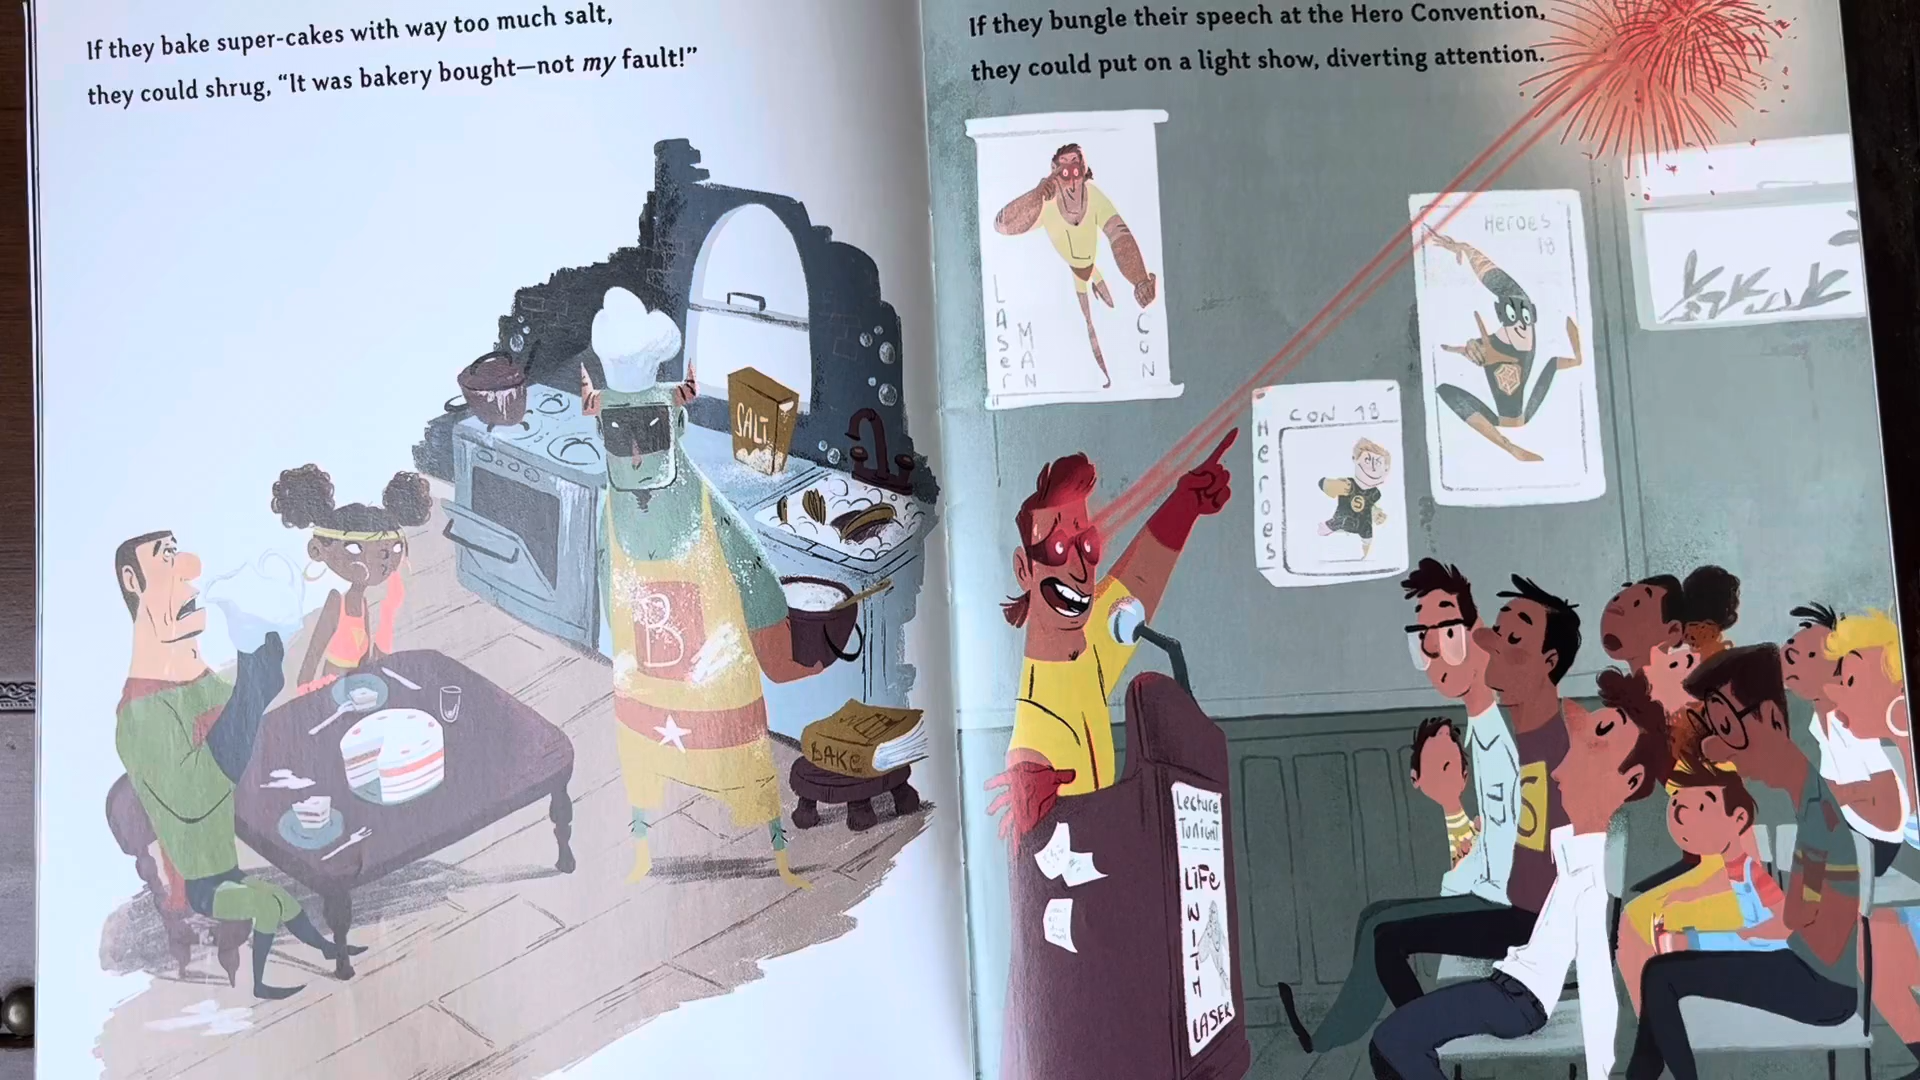 If they bake super-cakes with way too much salt,
they could shrug, “It was bakery bought—not my fault!”
SALT
B
BAKE
If they bungle their speech at the Hero Convention,
they could put on a light show, diverting attention.
L
LASer
MAN
CON
Heroes
18
CON 18
Heroes
S
Lecture
TONIGHT
LiFe
WITH
LASER
S